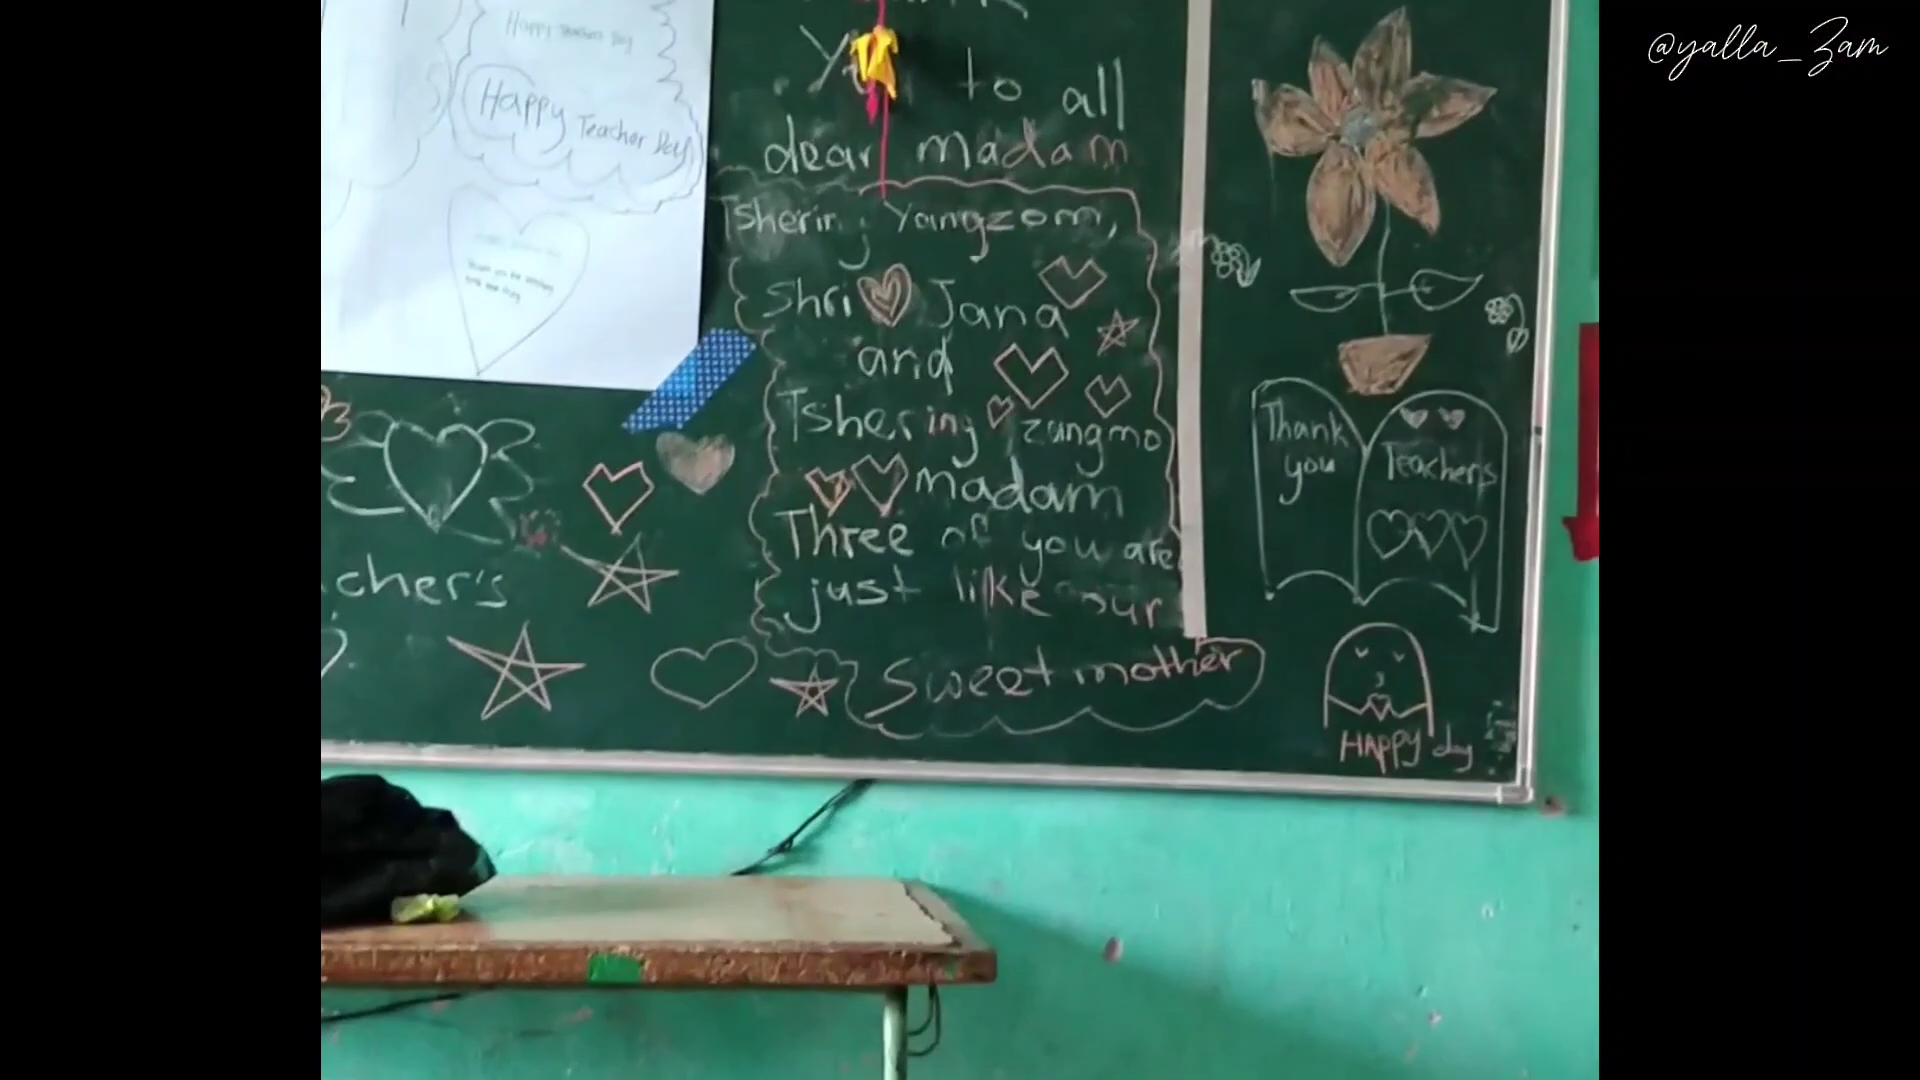 @yalla_Zam
Happy Teachers Day
Happy Teacher Day
to all
dear madam
Tshering Yangzom,
Shri Jana
and
Tshering zangmo
madam
Three of you are
just like our
Sweet mother
cher's
Thank
you
Teachers
HAppy day